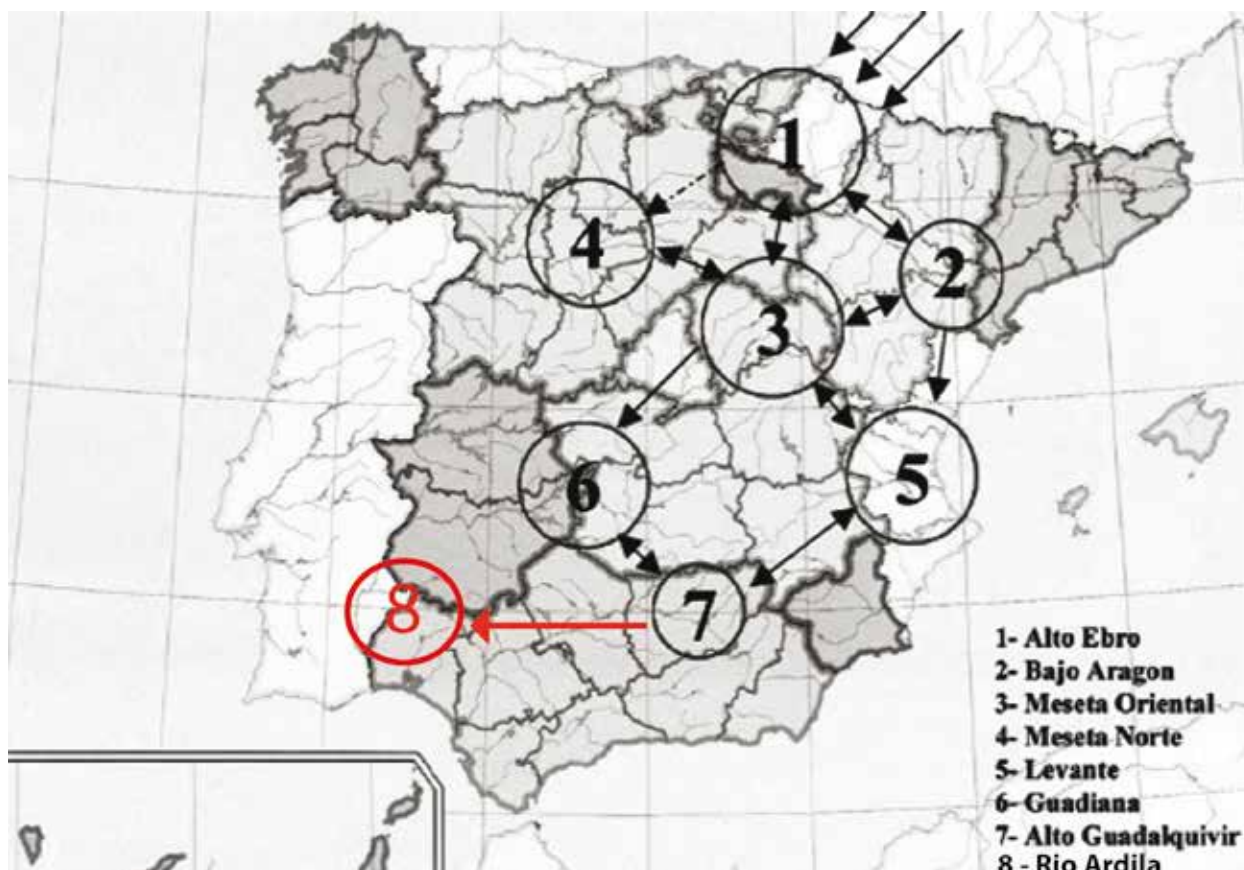 1
2
4
3
5
6
8
7
1- Alto Ebro
2- Bajo Aragon
3- Meseta Oriental
4- Meseta Norte
5- Levante
6- Guadiana
7- Alto Guadalquivir
8 - Rio Ardila